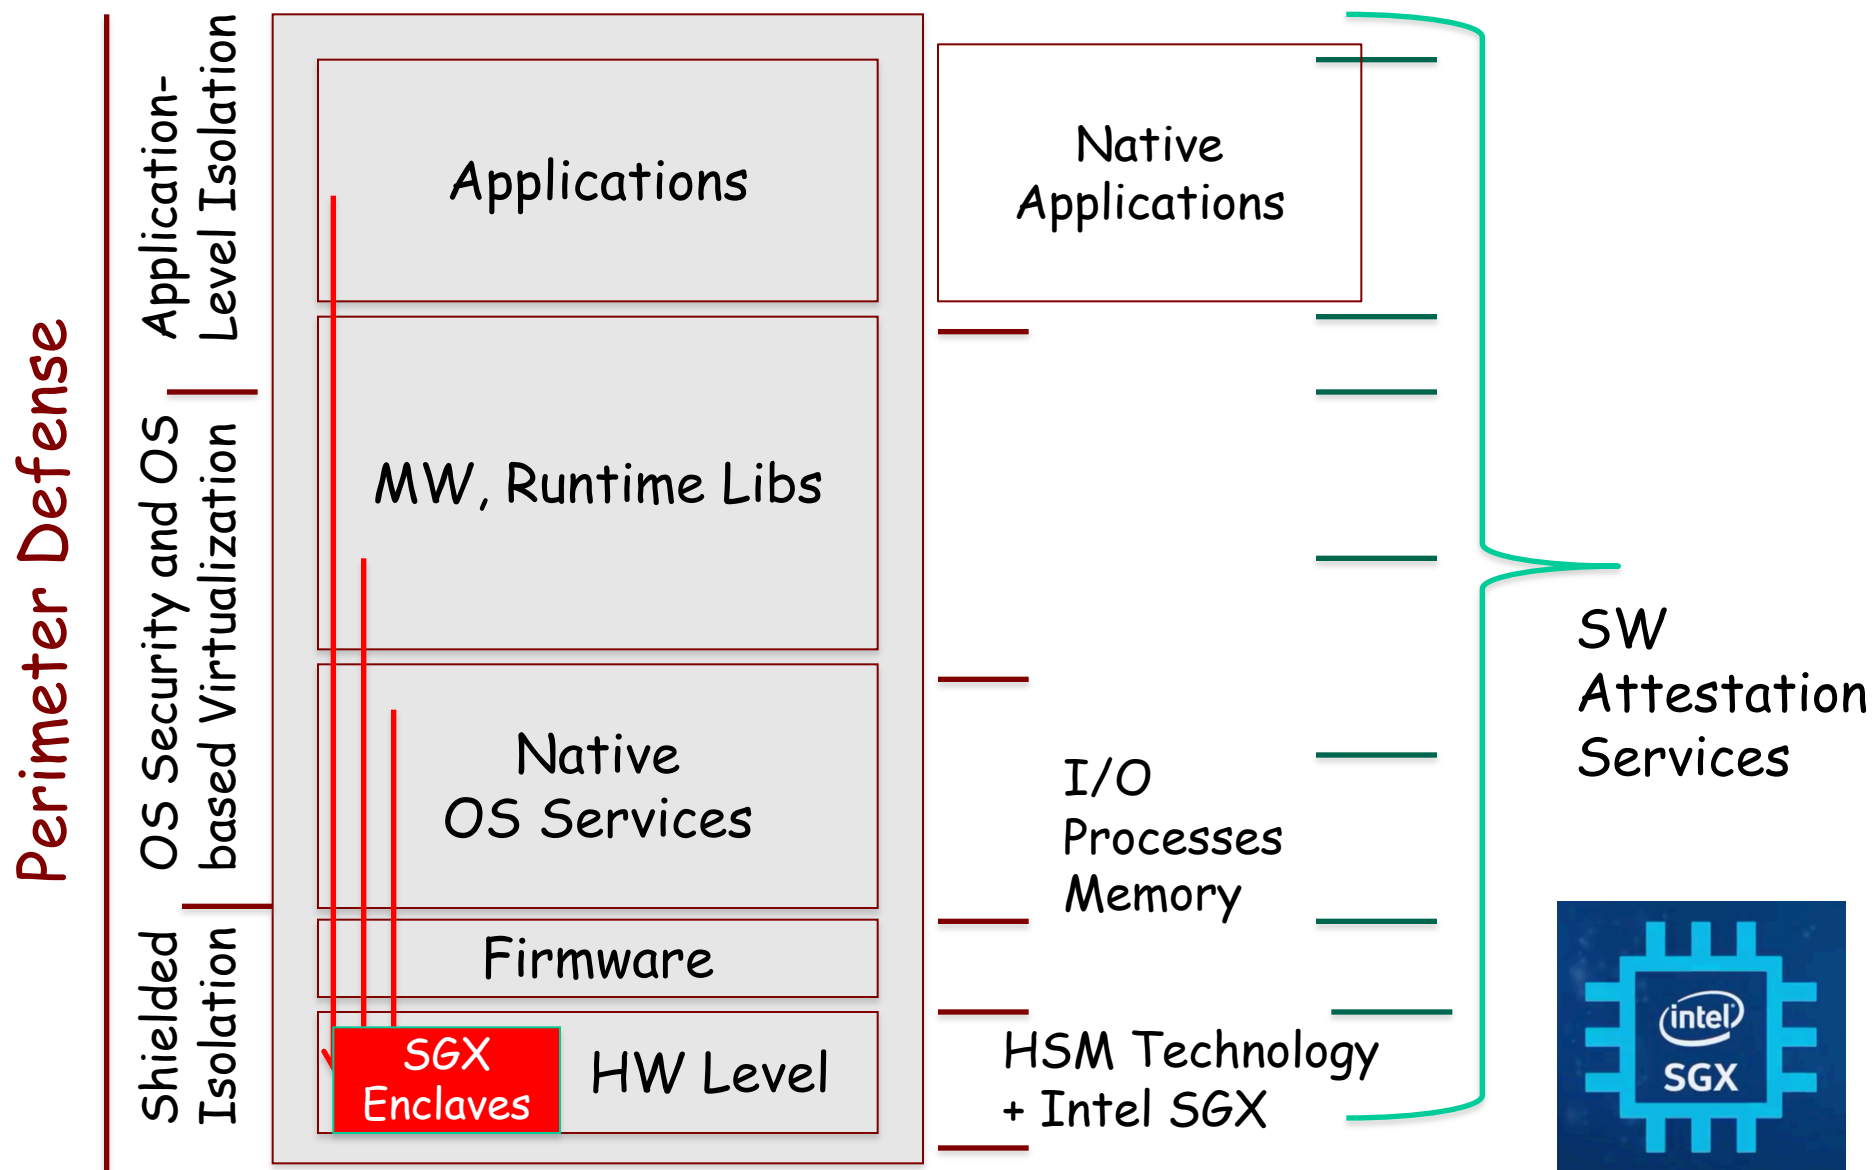 Perimeter Defense
Application-
Level Isolation
OS Security and OS
based Virtualization
Shielded
Isolation
Applications
MW, Runtime Libs
Native
OS Services
Firmware
SGX
Enclaves
HW Level
Native
Applications
I/O
Processes
Memory
HSM Technology
+ Intel SGX
SW
Attestation
Services
intel
SGX